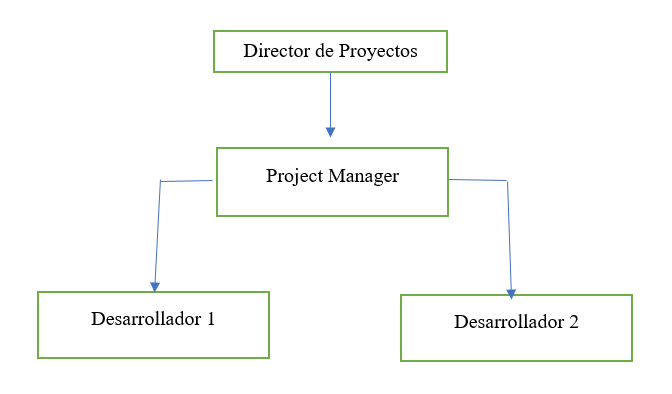 Director de Proyectos
Project Manager
Desarrollador 1
Desarrollador 2